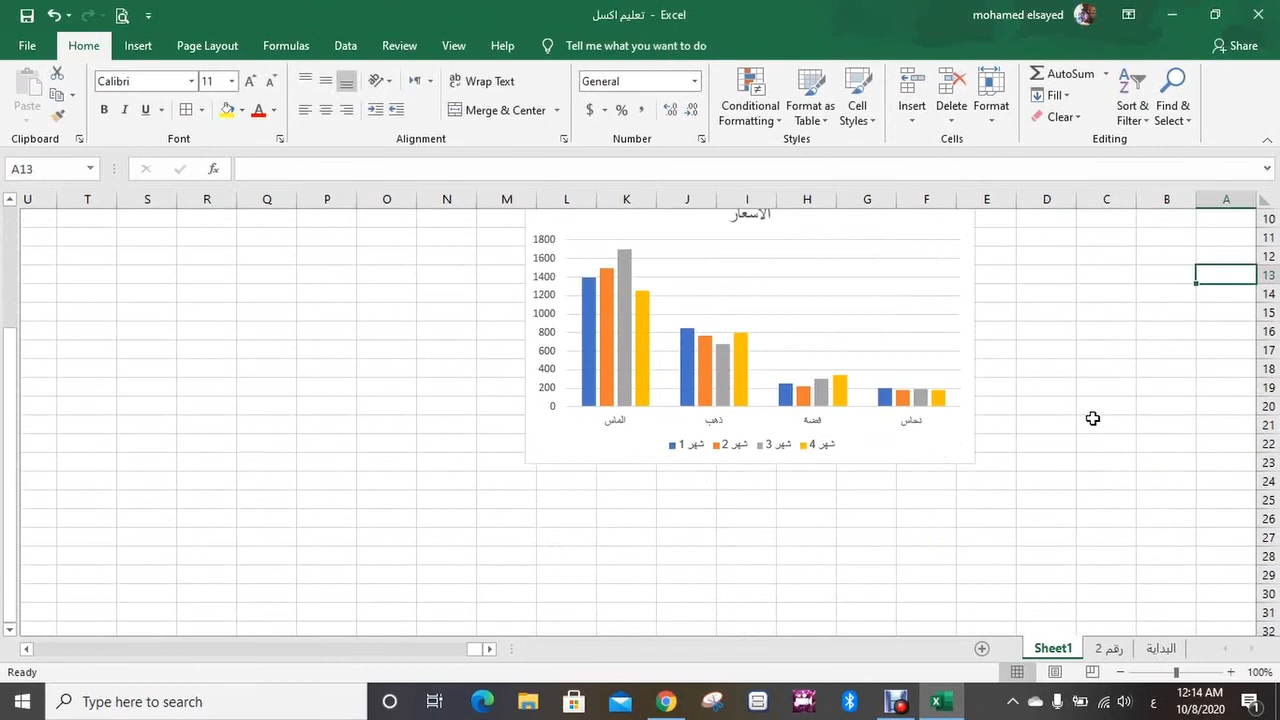 تعليم اكسل - Excel
mohamed elsayed
File Home Insert Page Layout Formulas Data Review View Help Tell me what you want to do Share
Paste
Calibri 11
Wrap Text
General
B I U
Merge & Center
$ % ,
Conditional Formatting
Format as Table
Cell Styles
Insert Delete Format
AutoSum
Fill
Clear
Sort & Filter
Find & Select
Clipboard Font Alignment Number Styles Cells Editing
A13 fx
U T S R Q P O N M L K J I H G F E D C B A
10
11
12
13
14
15
16
17
18
19
20
21
22
23
24
25
26
27
28
29
30
31
32
الاسعار
1800
1600
1400
1200
1000
800
600
400
200
0
الماس ذهب فضه نحاس
شهر 1 شهر 2 شهر 3 شهر 4
Sheet1 رقم 2 البداية
Ready 100%
Type here to search
ع
12:14 AM
10/8/2020
1